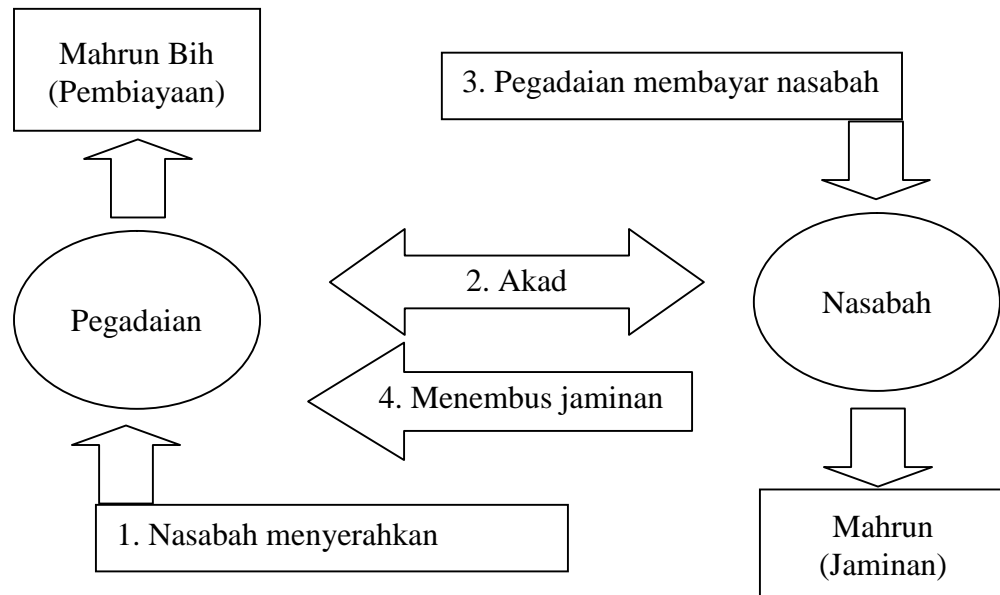 Mahrun Bih
(Pembiayaan)
3. Pegadaian membayar nasabah
2. Akad
Pegadaian
Nasabah
4. Menembus jaminan
1. Nasabah menyerahkan
Mahrun
(Jaminan)